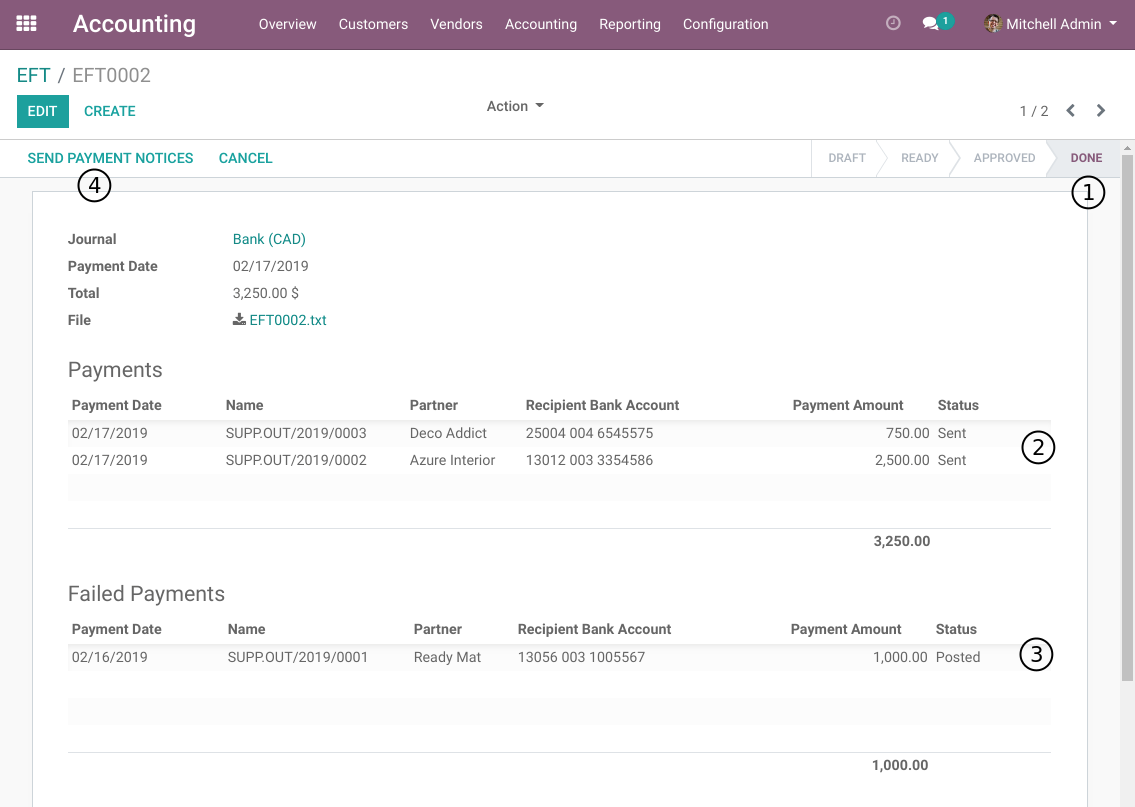 Accounting Overview Customers Vendors Accounting Reporting Configuration 1 Mitchell Admin
EFT / EFT0002
EDIT CREATE Action 1 / 2
SEND PAYMENT NOTICES CANCEL DRAFT READY APPROVED DONE
4 1
Journal Bank (CAD)
Payment Date 02/17/2019
Total 3,250.00 $
File EFT0002.txt
Payments
Payment Date Name Partner Recipient Bank Account Payment Amount Status
02/17/2019 SUPP.OUT/2019/0003 Deco Addict 25004 004 6545575 750.00 Sent
2
02/17/2019 SUPP.OUT/2019/0002 Azure Interior 13012 003 3354586 2,500.00 Sent
3,250.00
Failed Payments
Payment Date Name Partner Recipient Bank Account Payment Amount Status
02/16/2019 SUPP.OUT/2019/0001 Ready Mat 13056 003 1005567 1,000.00 Posted 3
1,000.00